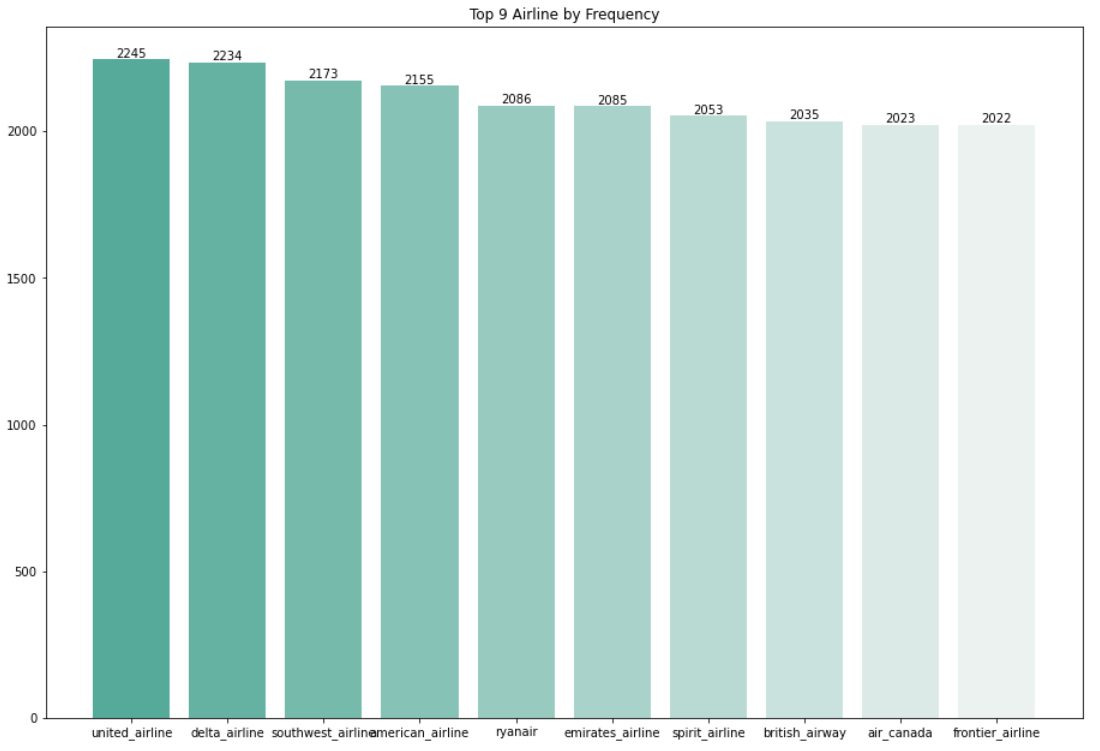 Top 9 Airline by Frequency
2245
2234
2173
2155
2086
2085
2053
2035
2023
2022
2000
1500
1000
500
0
united_airline
delta_airline
southwest_airline
american_airline
ryanair
emirates_airline
spirit_airline
british_airway
air_canada
frontier_airline